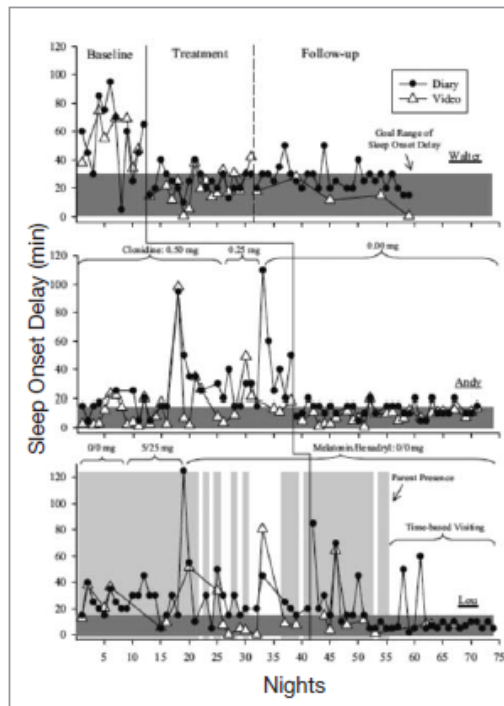 Baseline Treatment Follow-up
Diary
Video
Goal Range of
Sleep Onset Delay
Walter
120
100
80
60
40
20
0
Clonidine: 0.50 mg 0.25 mg 0.00 mg
Andy
120
100
80
60
40
20
0
0/0 mg 5/25 mg Melatonin/Benadryl: 0/0mg
Parent Presence
Time-based Visiting
Lou
120
100
80
60
40
20
0
5 10 15 20 25 30 35 40 45 50 55 60 65 70 75
Sleep Onset Delay (min)
Nights